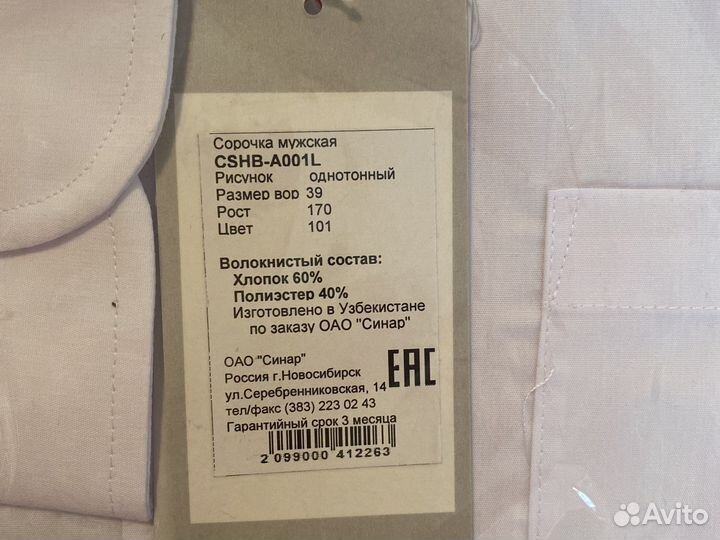 Сорочка мужская
CSHB-A001L
Рисунок однотонный
Размер вор 39
Рост 170
Цвет 101
Волокнистый состав:
Хлопок 60%
Полиэстер 40%
Изготовлено в Узбекистане
по заказу ОАО "Синар"
ОАО "Синар"
Россия г.Новосибирск
ул.Серебренниковская, 14
тел/факс (383) 223 02 43
Гарантийный срок 3 месяца
EAC
2 099000 412263
Avito